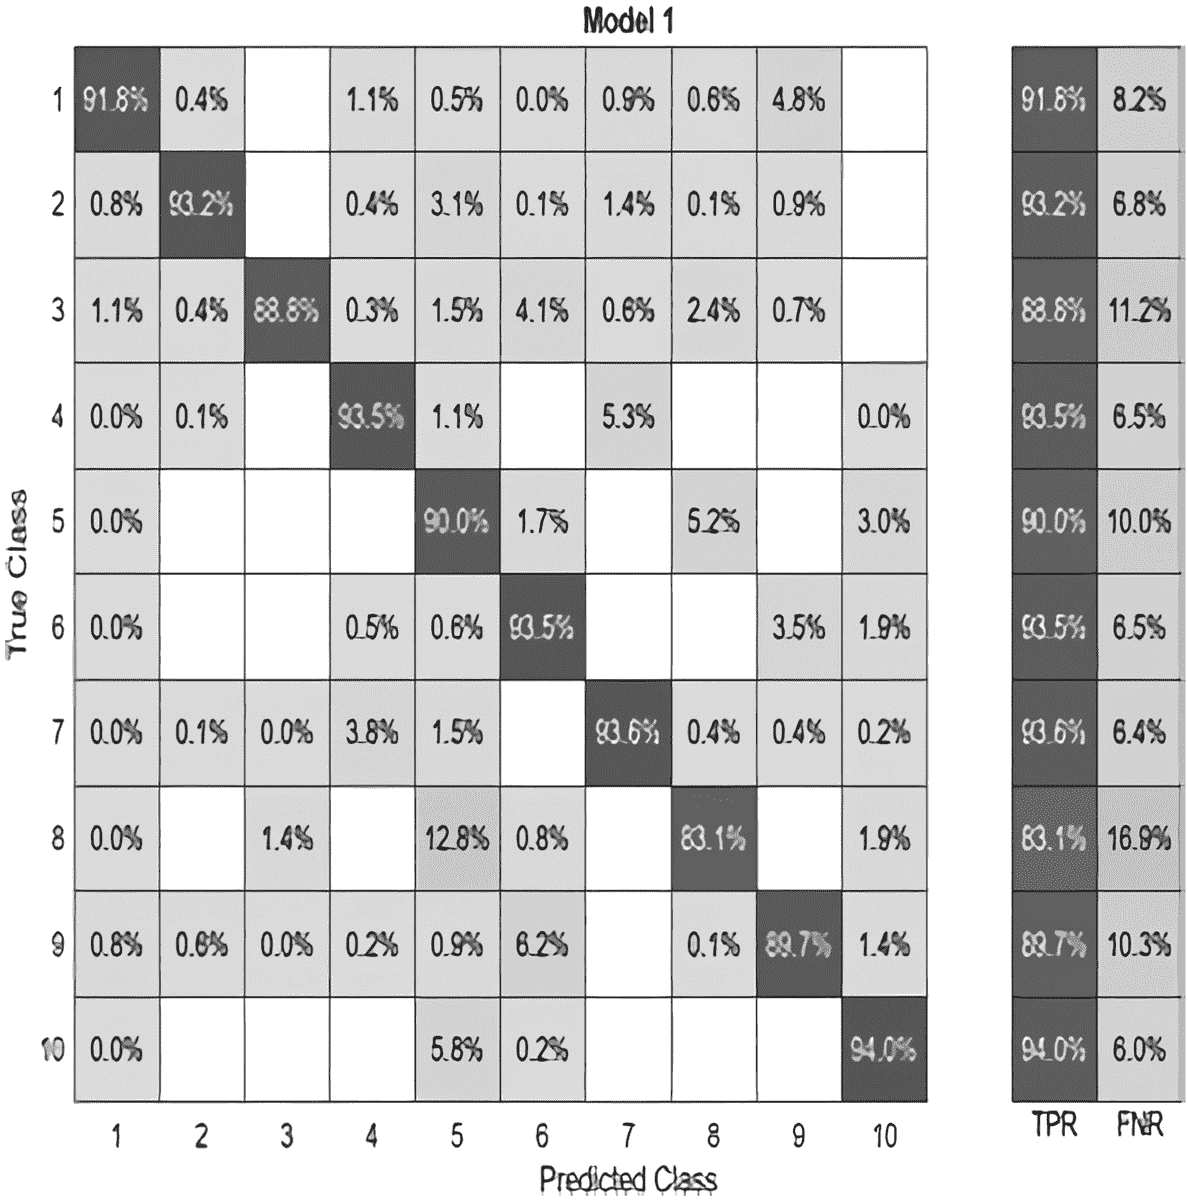 Model 1
1 91.8% 0.4% 1.1% 0.5% 0.0% 0.9% 0.6% 4.8% 91.8% 8.2%
2 0.8% 93.2% 0.4% 3.1% 0.1% 1.4% 0.1% 0.9% 93.2% 6.8%
3 1.1% 0.4% 88.8% 0.3% 1.5% 4.1% 0.6% 2.4% 0.7% 88.8% 11.2%
4 0.0% 0.1% 93.5% 1.1% 5.3% 0.0% 93.5% 6.5%
5 0.0% 90.0% 1.7% 5.2% 3.0% 90.0% 10.0%
6 0.0% 0.5% 0.6% 93.5% 3.5% 1.9% 93.5% 6.5%
7 0.0% 0.1% 0.0% 3.8% 1.5% 93.6% 0.4% 0.4% 0.2% 93.6% 6.4%
8 0.0% 1.4% 12.8% 0.8% 83.1% 1.9% 83.1% 16.9%
9 0.8% 0.6% 0.0% 0.2% 0.9% 6.2% 0.1% 89.7% 1.4% 89.7% 10.3%
10 0.0% 5.8% 0.2% 94.0% 94.0% 6.0%
True Class
1 2 3 4 5 6 7 8 9 10 TPR FNR
Predicted Class